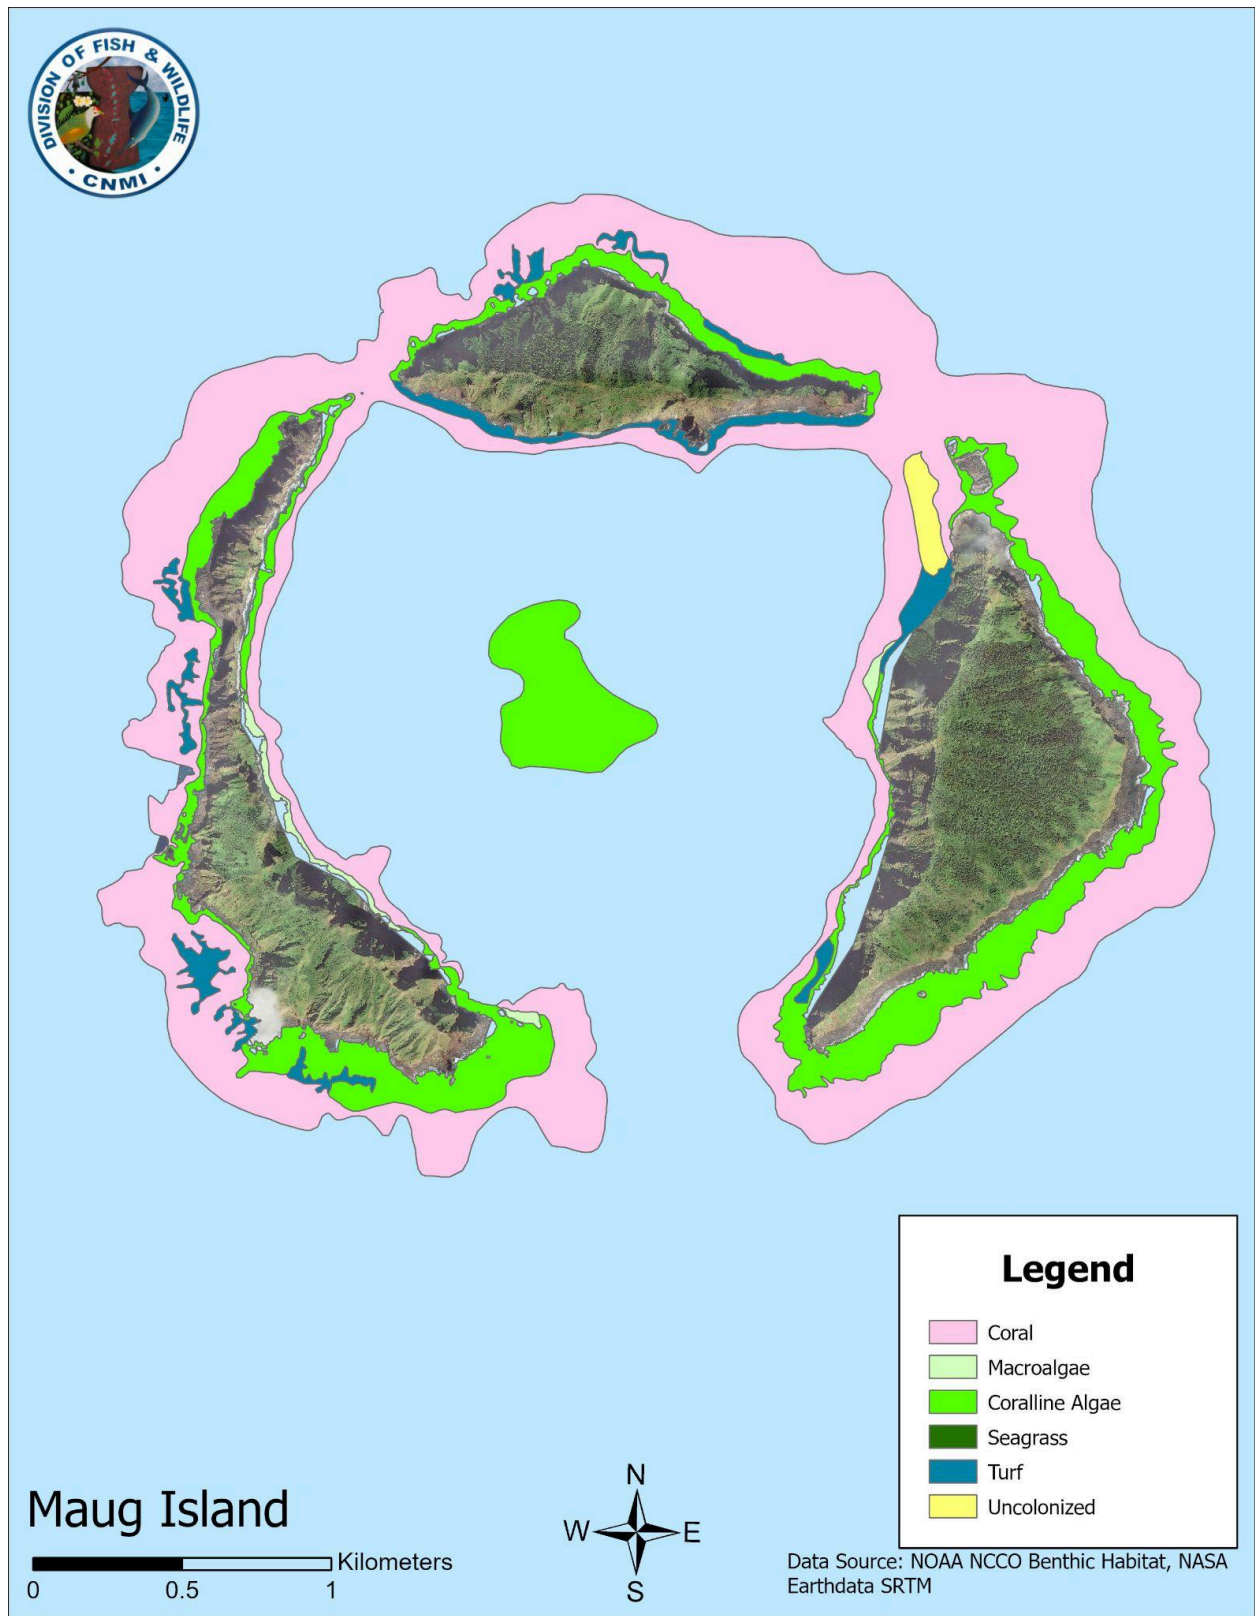 DIVISION OF FISH & WILDLIFE
• CNMI •
Legend
Coral
Macroalgae
Coralline Algae
Seagrass
Turf
Uncolonized
Maug Island
Kilometers
0 0.5 1
N
W E
S
Data Source: NOAA NCCO Benthic Habitat, NASA
Earthdata SRTM